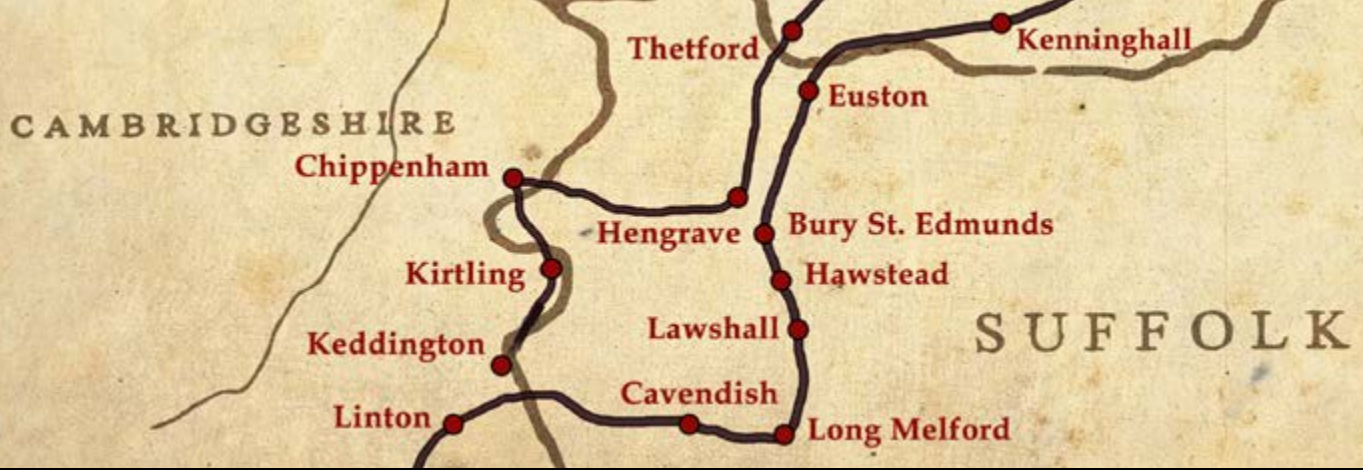 Thetford
Kenninghall
Euston
CAMBRIDGESHIRE
Chippenham
Hengrave
Bury St. Edmunds
Kirtling
Hawstead
Lawshall
SUFFOLK
Keddington
Cavendish
Linton
Long Melford